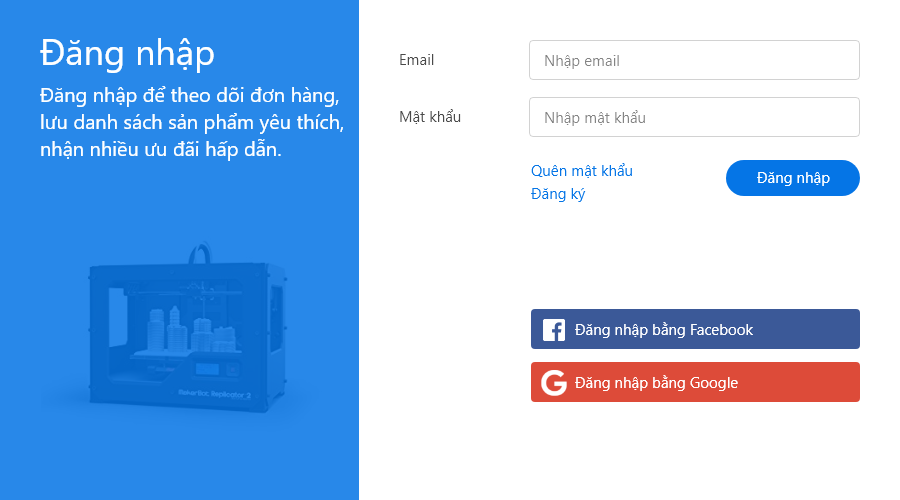 Đăng nhập
Đăng nhập để theo dõi đơn hàng,
lưu danh sách sản phẩm yêu thích,
nhận nhiều ưu đãi hấp dẫn.
MakerBot Replicator 2
Email
Nhập email
Mật khẩu
Nhập mật khẩu
Quên mật khẩu
Đăng nhập
Đăng ký
Đăng nhập bằng Facebook
Đăng nhập bằng Google